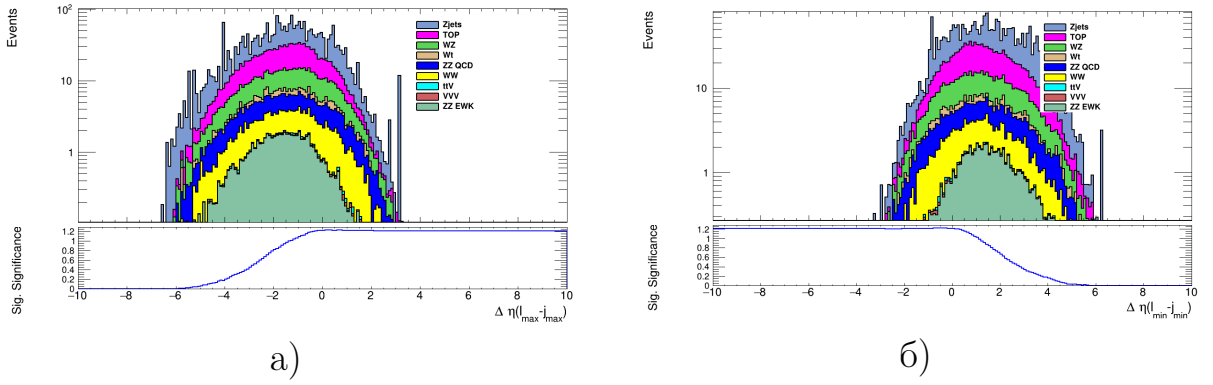 Events
10²
10
1
Zjets
TOP
WZ
Wt
ZZ QCD
WW
ttV
VVV
ZZ EWK
Sig. Significance
1.2
1
0.8
0.6
0.4
0.2
0
−10 −8 −6 −4 −2 0 2 4 6 8 10
Δ η(l_max-j_max)
а)
Events
10
1
Zjets
TOP
WZ
Wt
ZZ QCD
WW
ttV
VVV
ZZ EWK
Sig. Significance
1.2
1
0.8
0.6
0.4
0.2
0
−10 −8 −6 −4 −2 0 2 4 6 8 10
Δ η(l_min-j_min)
б)